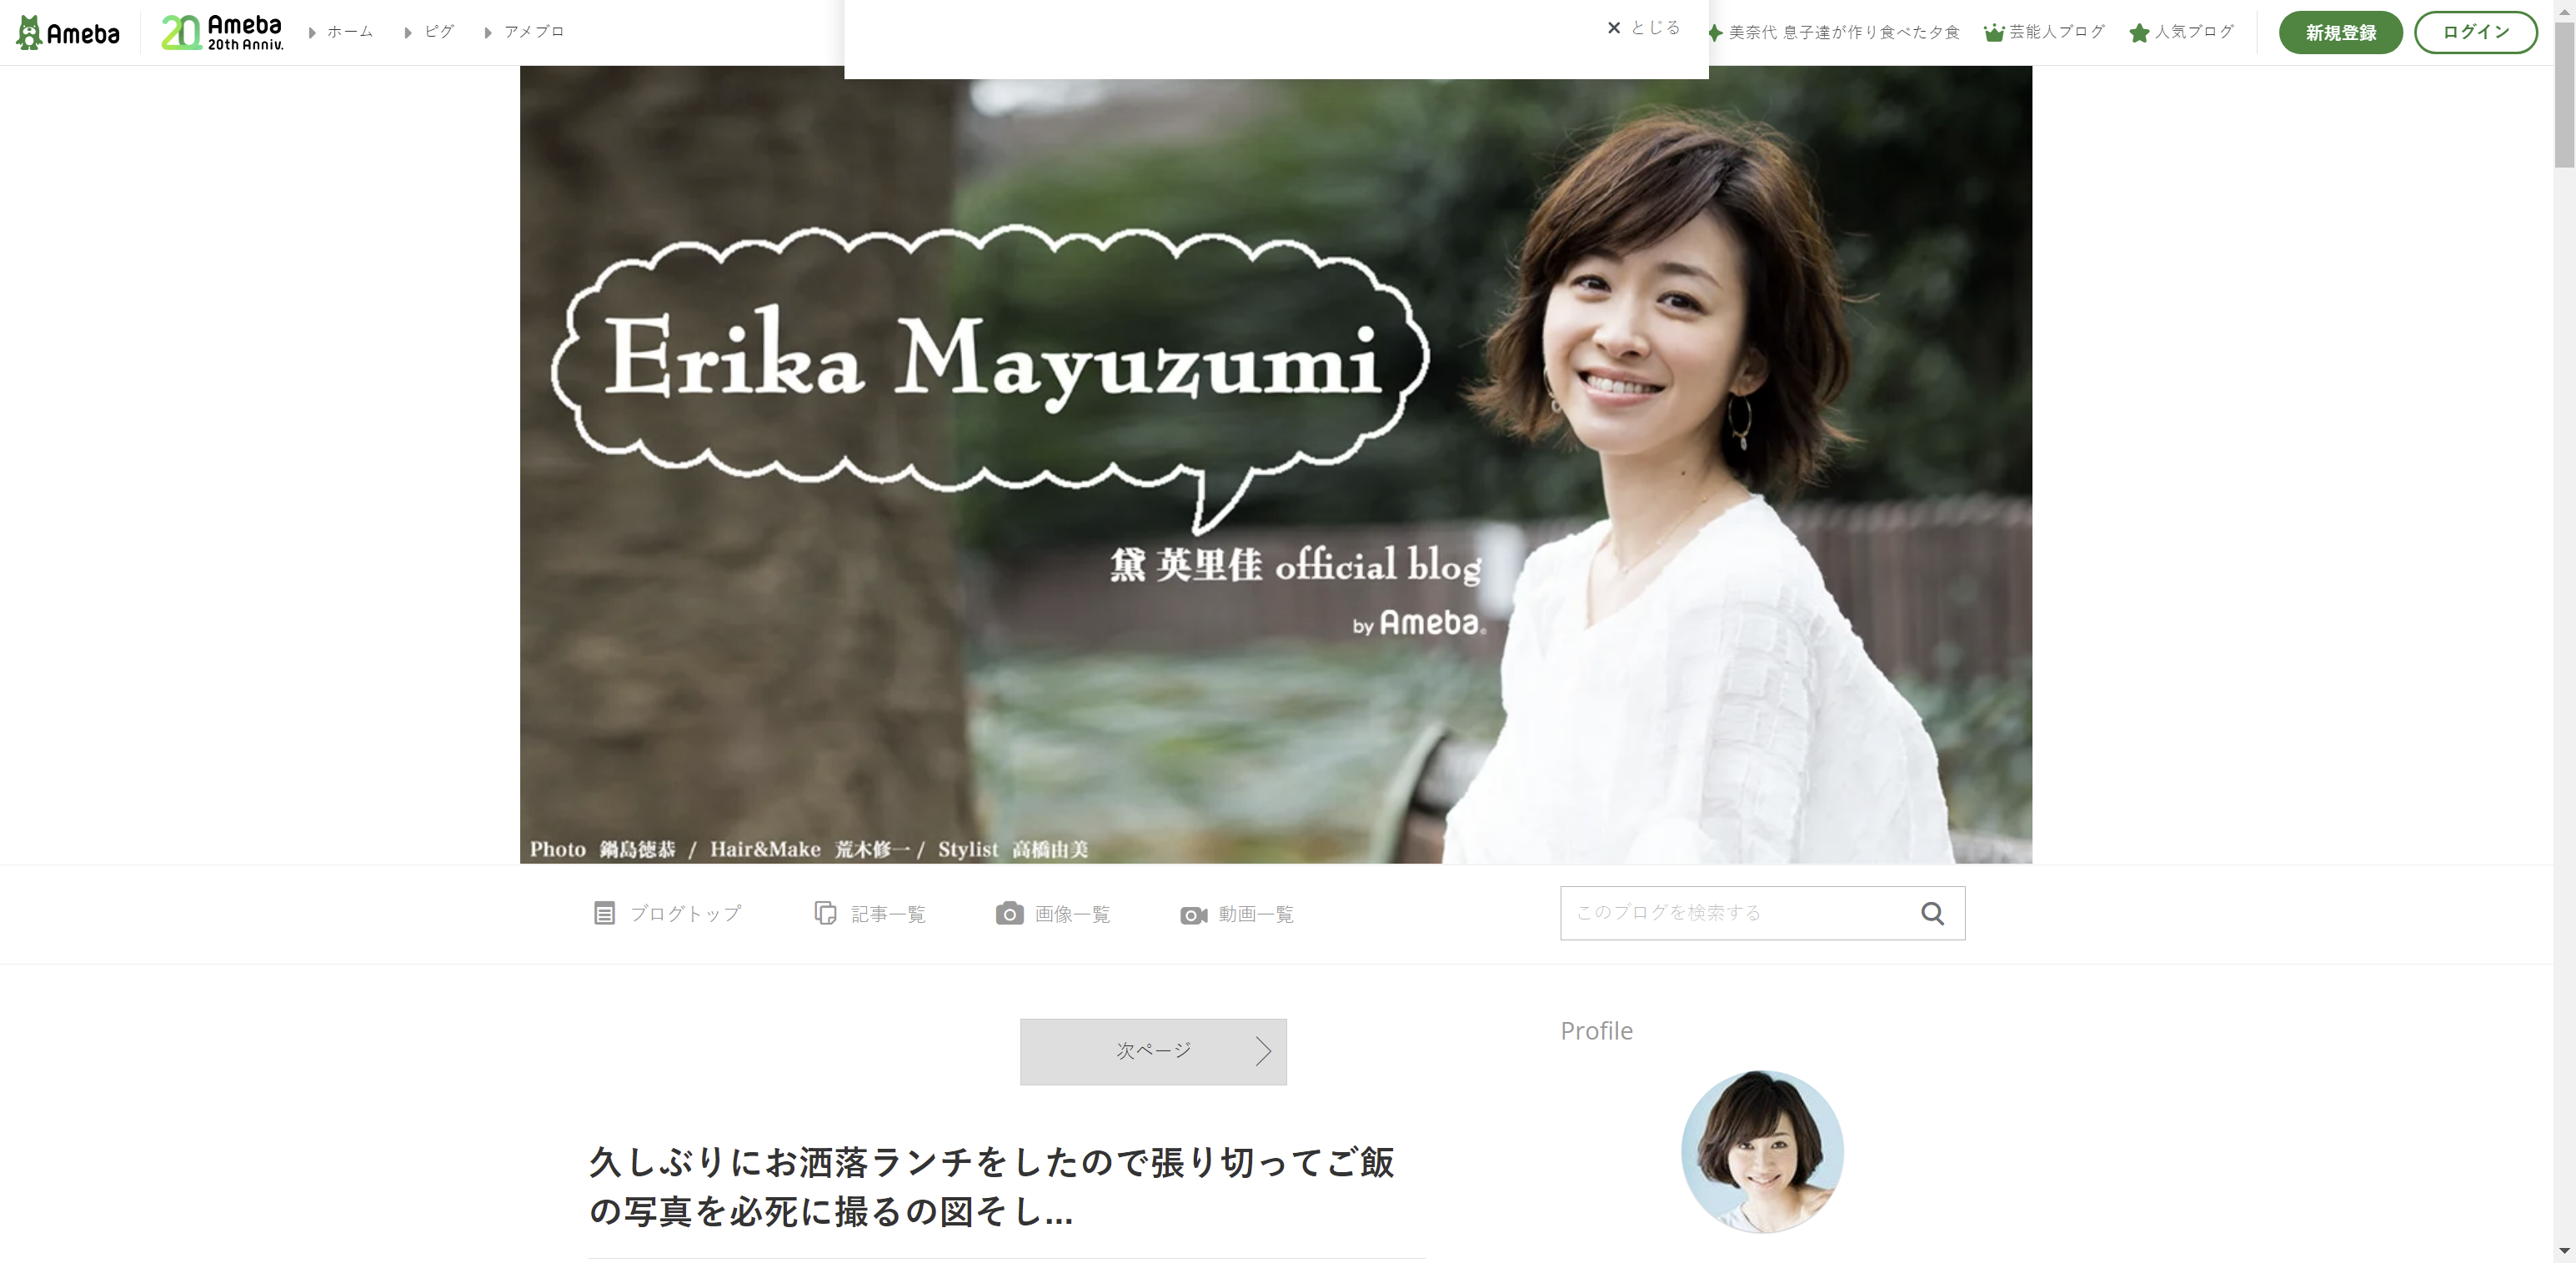 Ameba
20 Ameba
20th Anniv.
ホーム
ピグ
アメブロ
とじる
美奈代 息子達が作り食べた夕食
芸能人ブログ
人気ブログ
新規登録
ログイン
Erika Mayuzumi
黛 英里佳 official blog
by Ameba
Photo 鍋島徳恭 / Hair&Make 荒木修一 / Stylist 高橋由美
ブログトップ
記事一覧
画像一覧
動画一覧
このブログを検索する
次ページ
Profile
久しぶりにお洒落ランチをしたので張り切ってご飯
の写真を必死に撮るの図そし...